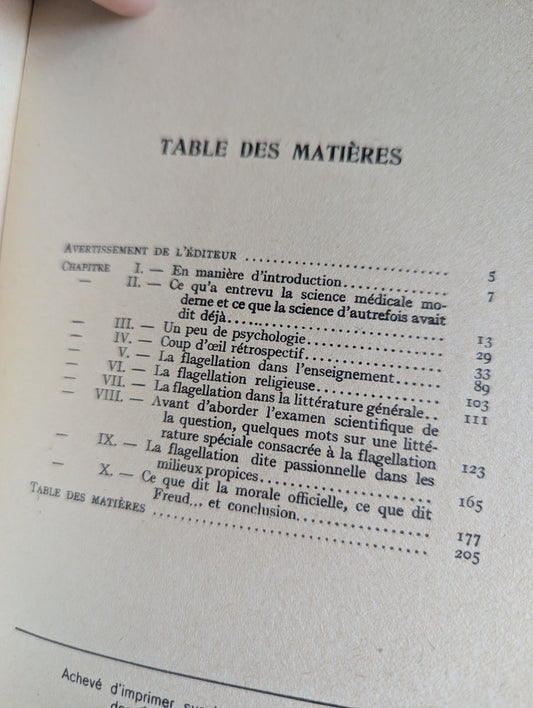 TABLE DES MATIÈRES
AVERTISSEMENT DE L'ÉDITEUR .................... 5
CHAPITRE I. — En manière d'introduction.............. 7
— II. — Ce qu'a entrevu la science médicale mo-
derne et ce que la science d'autrefois avait
dit déjà........................ 13
— III. — Un peu de psychologie.................. 29
— IV. — Coup d'œil rétrospectif.................. 33
— V. — La flagellation dans l'enseignement...... 89
— VI. — La flagellation religieuse................ 103
— VII. — La flagellation dans la littérature générale.. 111
— VIII. — Avant d'aborder l'examen scientifique de
la question, quelques mots sur une litté-
rature spéciale consacrée à la flagellation 123
— IX. — La flagellation dite passionnelle dans les
milieux propices...................... 165
— X. — Ce que dit la morale officielle, ce que dit
Freud... et conclusion................ 177
TABLE DES MATIÈRES .............................. 205
Achevé d'imprimer